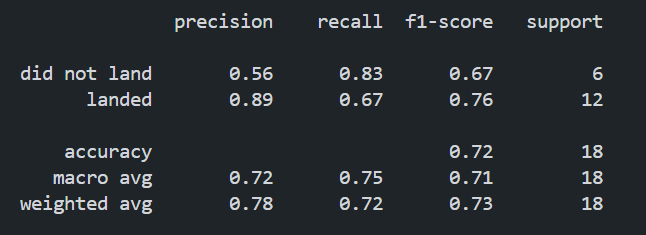 precision recall f1-score support
did not land 0.56 0.83 0.67 6
landed 0.89 0.67 0.76 12
accuracy 0.72 18
macro avg 0.72 0.75 0.71 18
weighted avg 0.78 0.72 0.73 18